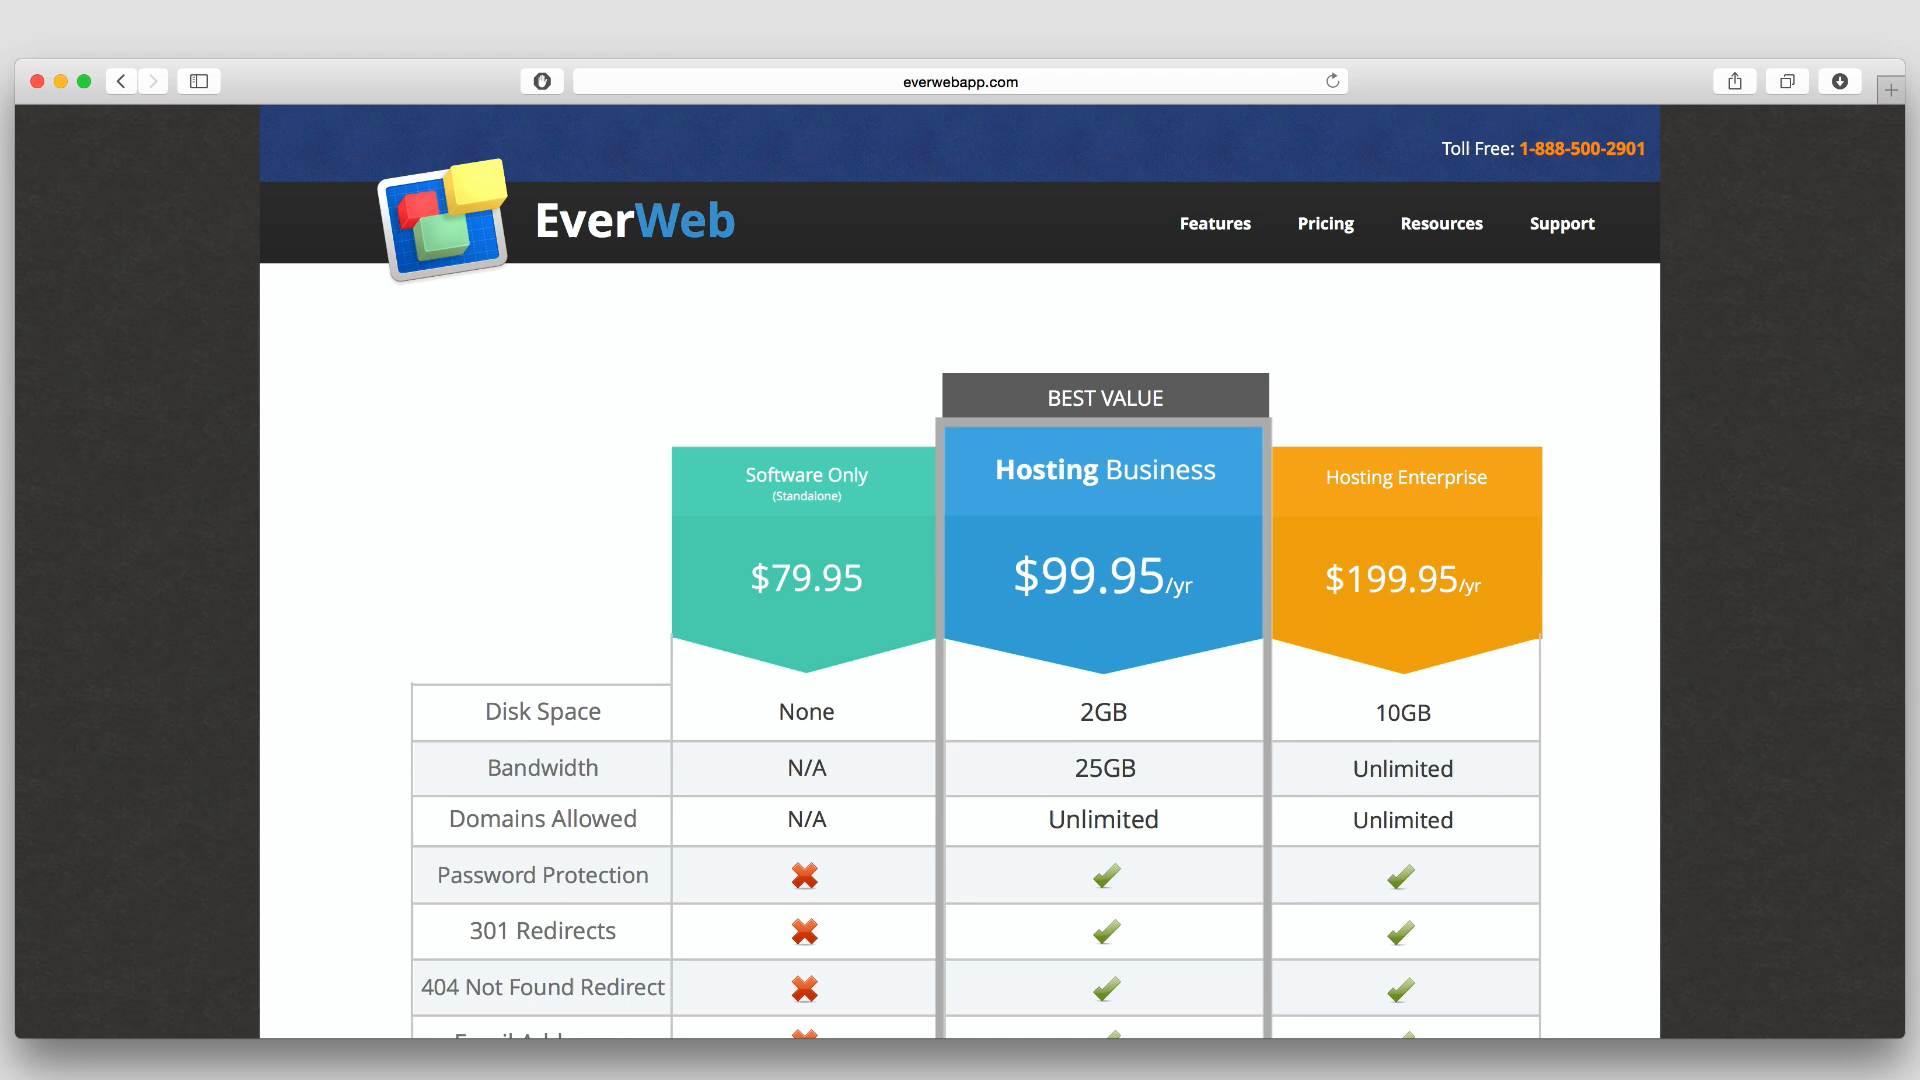 everwebapp.com
Toll Free: 1-888-500-2901
EverWeb
Features Pricing Resources Support
BEST VALUE
Software Only
(Standalone)
Hosting Business
Hosting Enterprise
$79.95
$99.95/yr
$199.95/yr
Disk Space None 2GB 10GB
Bandwidth N/A 25GB Unlimited
Domains Allowed N/A Unlimited Unlimited
Password Protection
301 Redirects
404 Not Found Redirect